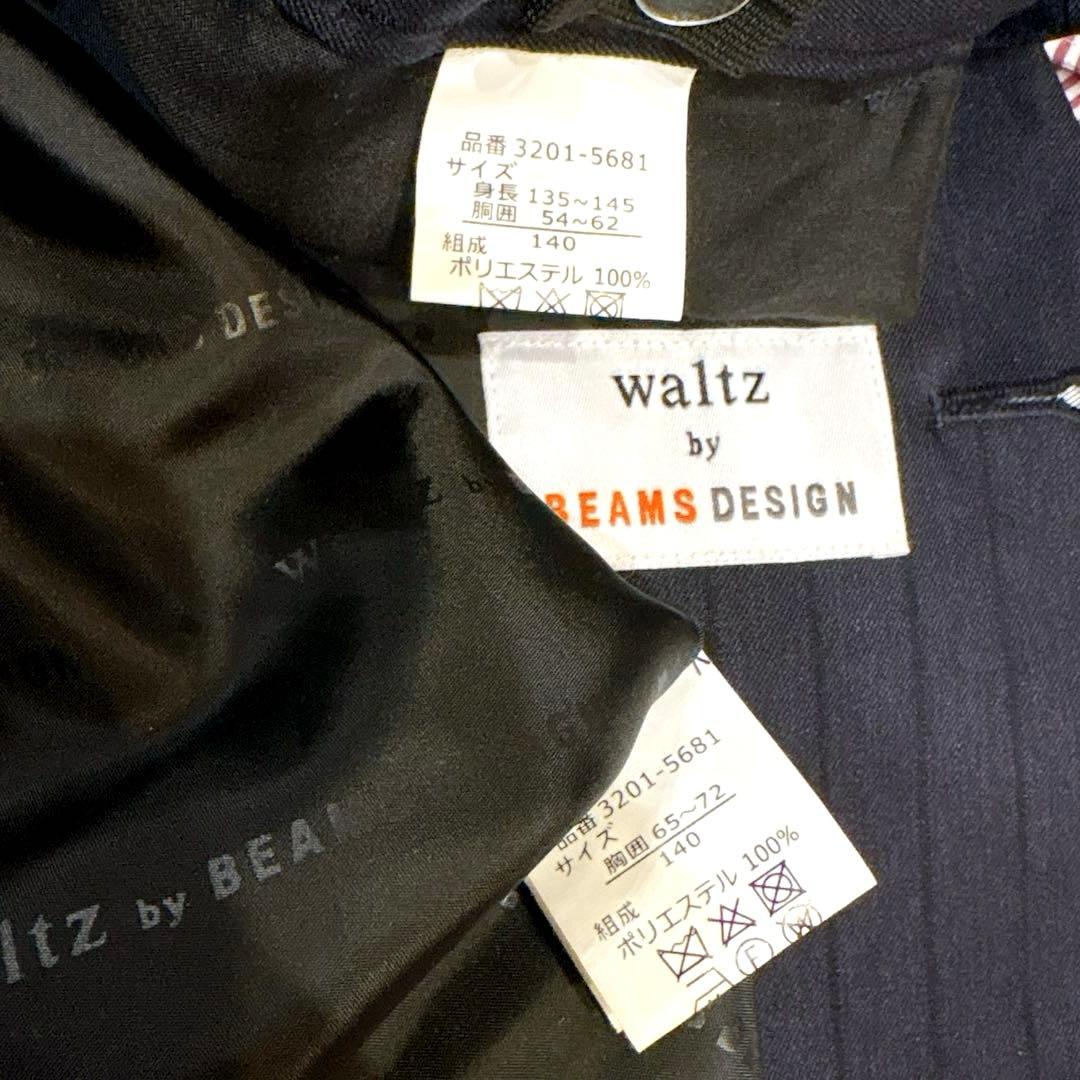 品番 3201-5681
サイズ
身長 135~145
胴囲 54~62
140
組成
ポリエステル 100%
waltz
by
BEAMS DESIGN
品番 3201-5681
サイズ
胸囲 65~72
140
組成
ポリエステル 100%
F
DES
W
ltz by BEAM